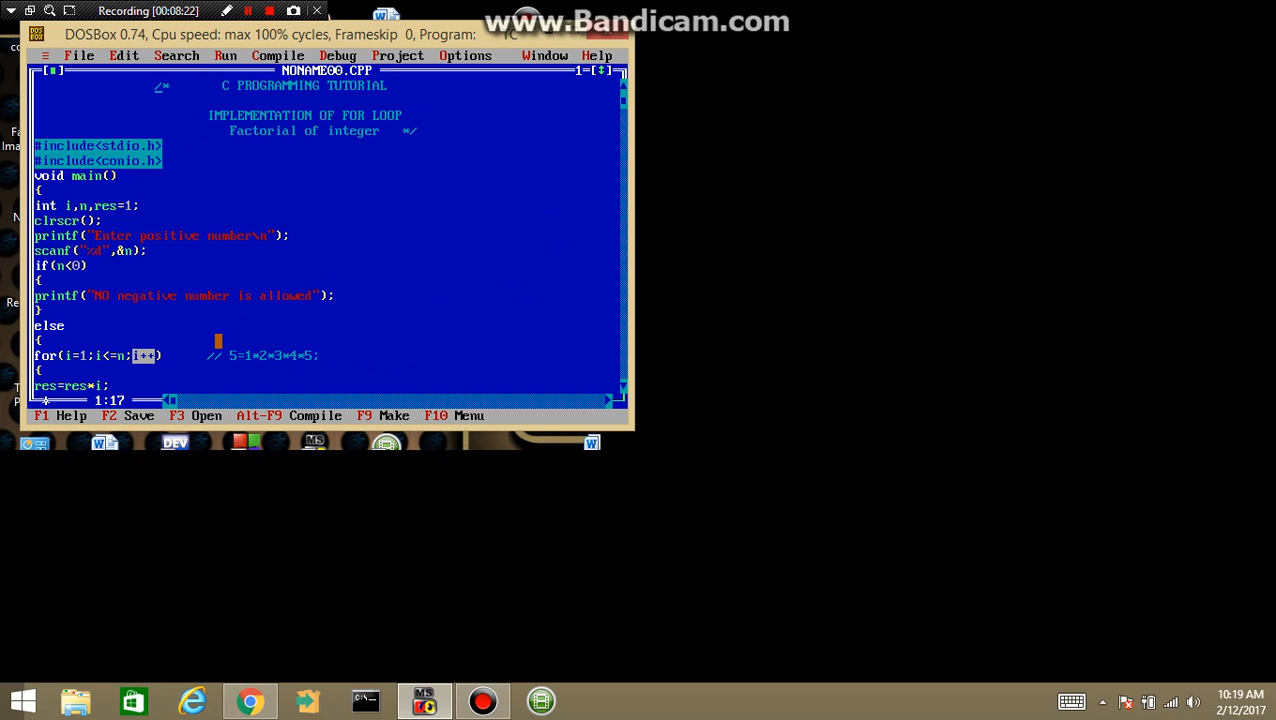 Recording [00:08:22]
www.Bandicam.com
DOSBox 0.74, Cpu speed: max 100% cycles, Frameskip 0, Program: TC
≡ File Edit Search Run Compile Debug Project Options Window Help
[■] NONAME00.CPP 1=[↕]
/* C PROGRAMMING TUTORIAL
IMPLEMENTATION OF FOR LOOP
Factorial of integer */
#include<stdio.h>
#include<conio.h>
void main()
{
int i,n,res=1;
clrscr();
printf("Enter positive number\n");
scanf("%d",&n);
if(n<0)
{
printf("NO negative number is allowed");
}
else
{
for(i=1;i<=n;i++) // 5=1*2*3*4*5;
{
res=res*i;
* 1:17
F1 Help F2 Save F3 Open Alt-F9 Compile F9 Make F10 Menu
DEV
MS
MS
10:19 AM
2/12/2017